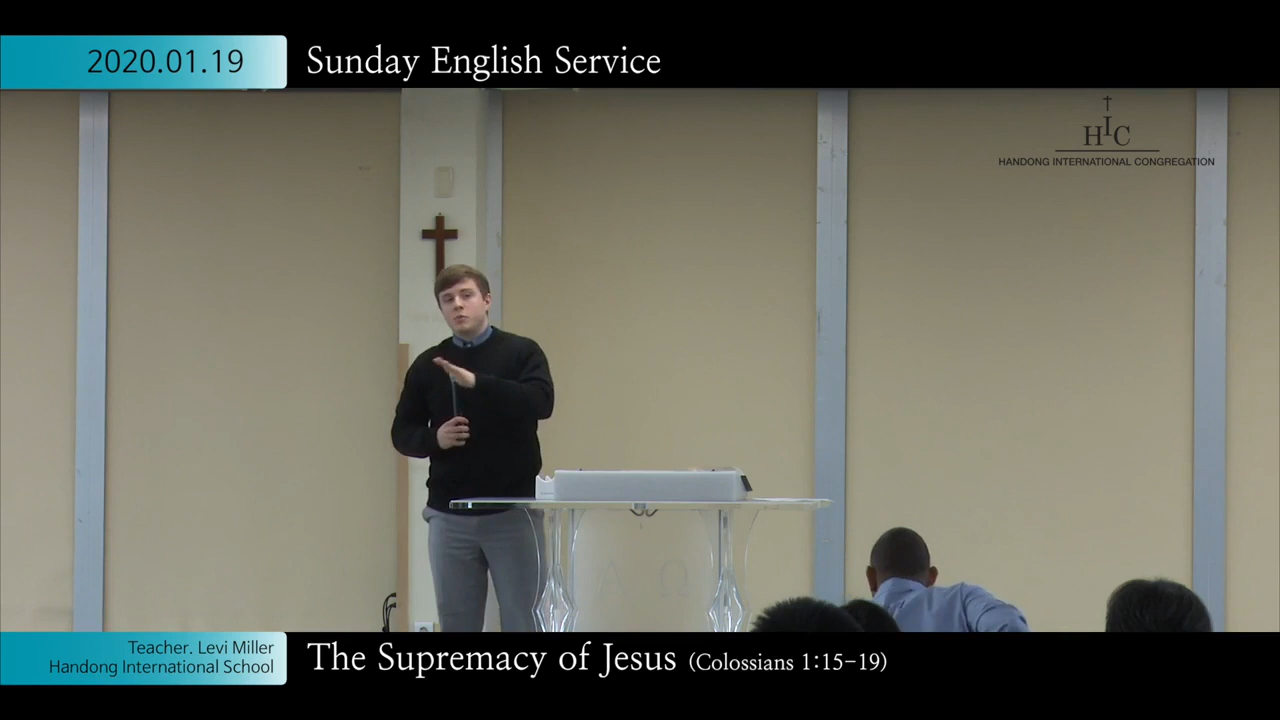 2020.01.19
Sunday English Service
HIC
HANDONG INTERNATIONAL CONGREGATION
A Ω
Teacher. Levi Miller
Handong International School
The Supremacy of Jesus (Colossians 1:15-19)